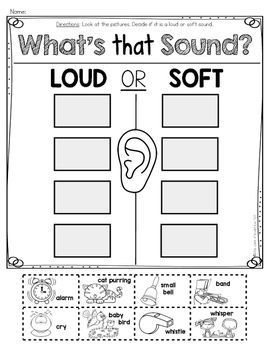 Name:
Directions: Look at the pictures. Decide if it is a loud or soft sound.
What's that Sound?
LOUD OR SOFT
alarm
cat purring
small
bell
band
cry
baby
bird
whistle
whisper